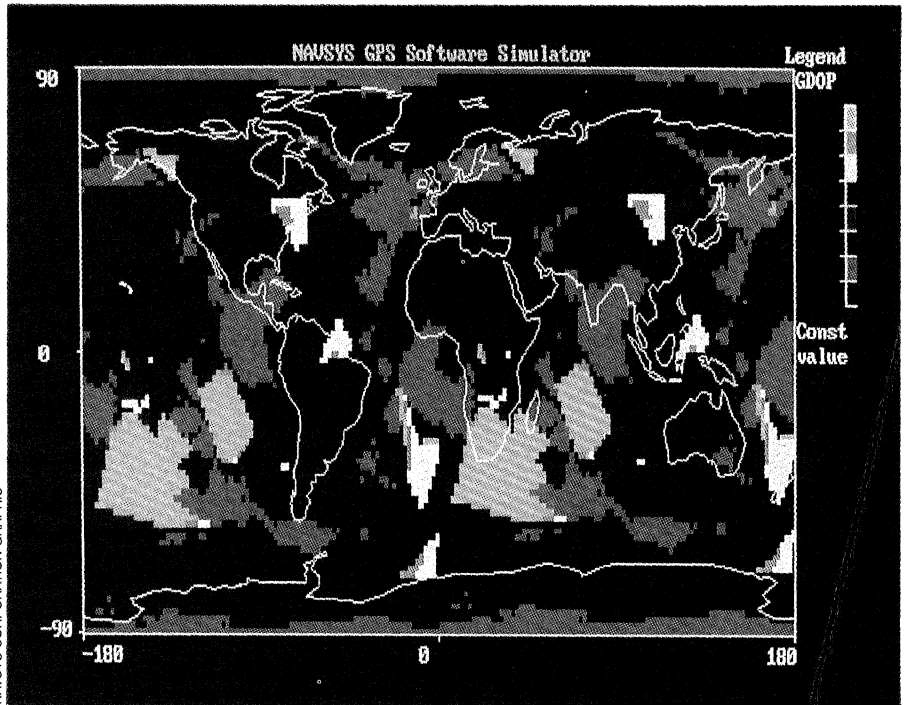 NAVSYS GPS Software Simulator
Legend
GDOP
90
0
-90
-180
0
180
Const
value